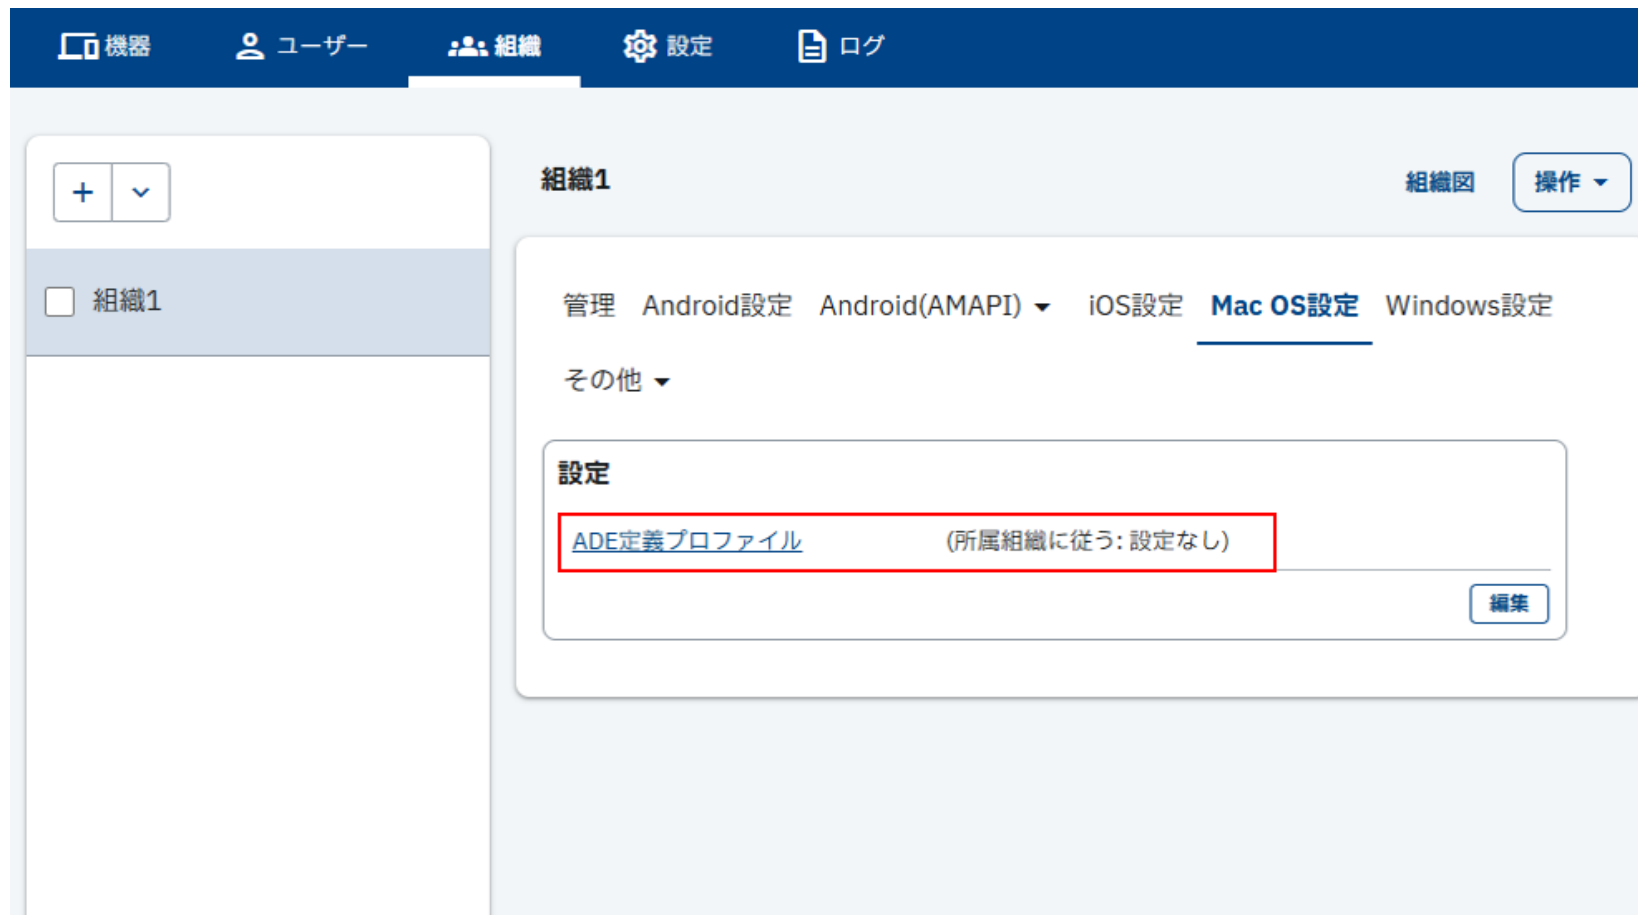 機器 ユーザー 組織 設定 ログ
組織1 組織図 操作
組織1
管理 Android設定 Android(AMAPI) iOS設定 Mac OS設定 Windows設定
その他
設定
ADE定義プロファイル (所属組織に従う: 設定なし)
編集